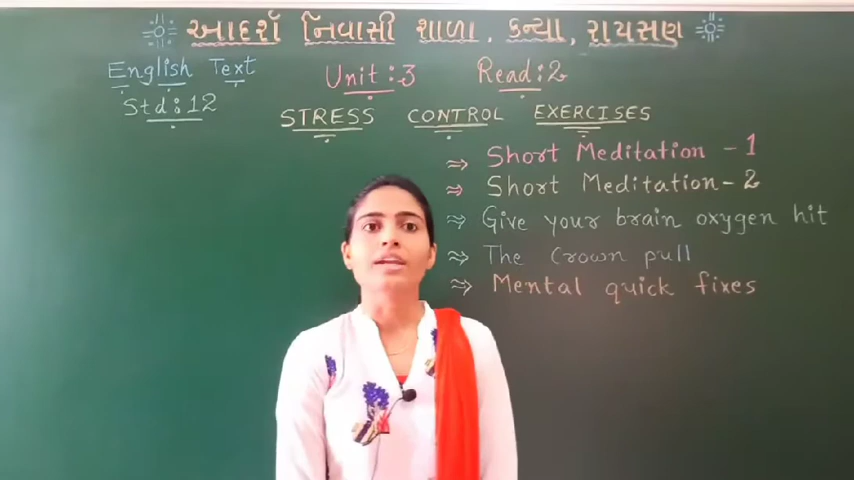 આદર્શ નિવાસી શાળા. કન્યા, રાયસણ
English Text Unit : 3 Read : 2
Std : 12
STRESS CONTROL EXERCISES
⇒ Short Meditation - 1
⇒ Short Meditation - 2
⇒ Give your brain oxygen hit
⇒ The Crown pull
⇒ Mental quick fixes